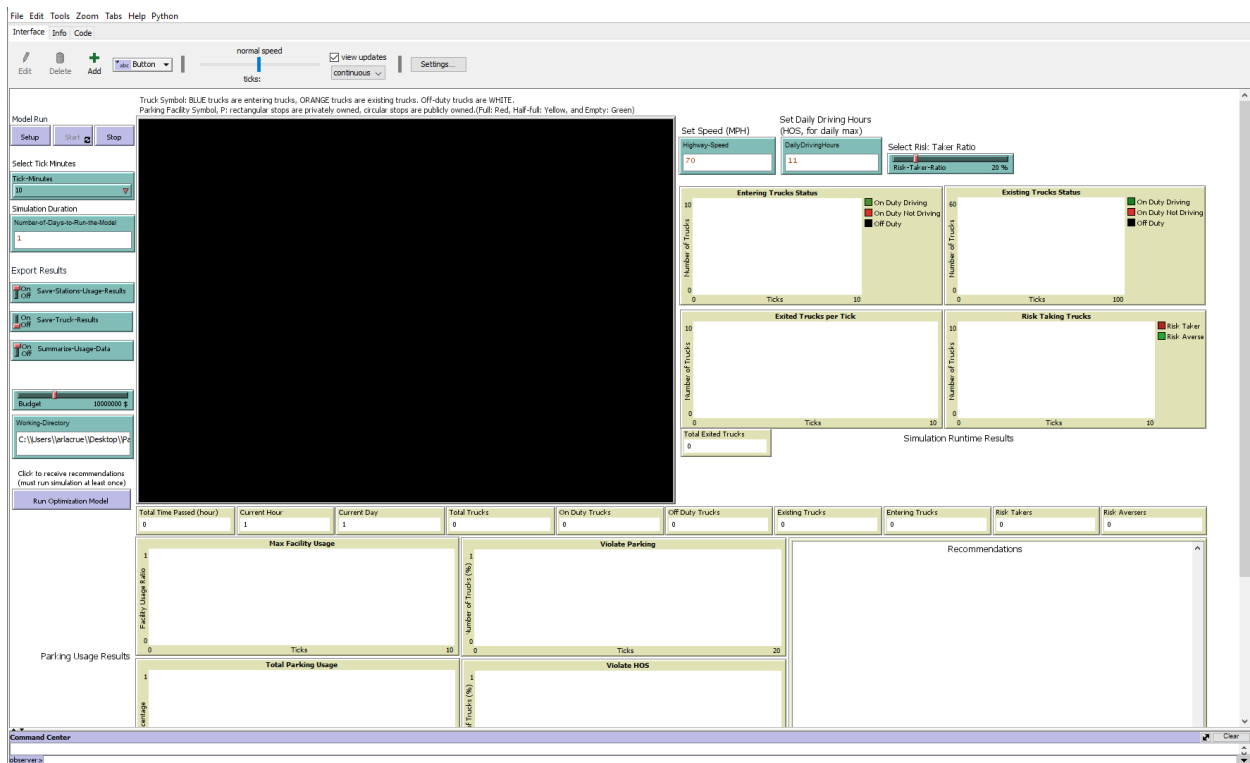 File Edit Tools Zoom Tabs Help Python
Interface Info Code
Edit Delete Add abc Button normal speed ticks: view updates continuous Settings...
Truck Symbol: BLUE trucks are entering trucks, ORANGE trucks are existing trucks. Off-duty trucks are WHITE.
Parking Facility Symbol, P: rectangular stops are privately owned, circular stops are publicly owned.(Full: Red, Half-full: Yellow, and Empty: Green)
Model Run
Setup Start Stop
Select Tick Minutes
Tick-Minutes
10
Simulation Duration
Number-of-Days-to-Run-the-Model
1
Export Results
On Off Save-Stations-Usage-Results
On Off Save-Truck-Results
On Off Summarize-Usage-Data
Budget 10000000 $
Working-Directory
C:\\Users\\arlacrue\\Desktop\\Pa
Click to receive recommendations
(must run simulation at least once)
Run Optimization Model
Set Speed (MPH)
Highway-Speed
70
Set Daily Driving Hours
(HOS, for daily max)
DailyDrivingHours
11
Select Risk Taker Ratio
Risk-Taker-Ratio 20 %
Entering Trucks Status
Number of Trucks
10
0
0 Ticks 10
On Duty Driving
On Duty Not Driving
Off Duty
Existing Trucks Status
Number of Trucks
60
0
0 Ticks 100
On Duty Driving
On Duty Not Driving
Off Duty
Exited Trucks per Tick
Number of Trucks
10
0
0 Ticks 10
Risk Taking Trucks
Number of Trucks
10
0
0 Ticks 10
Risk Taker
Risk Averse
Total Exited Trucks
0
Simulation Runtime Results
Total Time Passed (hour) Current Hour Current Day Total Trucks On Duty Trucks Off Duty Trucks Existing Trucks Entering Trucks Risk Takers Risk Aversers
0 1 1 0 0 0 0 0 0 0
Parking Usage Results
Max Facility Usage
Facility Usage Ratio
1
0
0 Ticks 10
Violate Parking
Number of Trucks (%)
1
0
0 Ticks 20
Recommendations
Total Parking Usage
1
centage
Violate HOS
1
of Trucks (%)
Command Center Clear
observer>